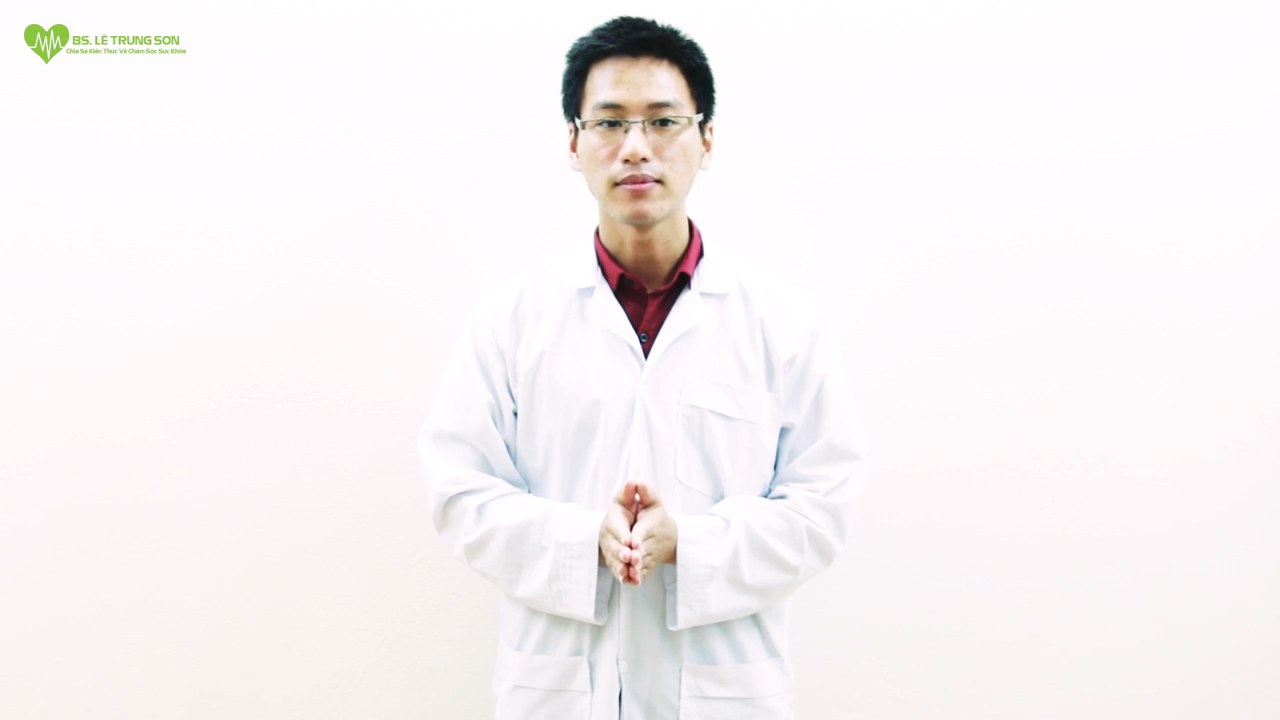 BS. LÊ TRUNG SƠN
Chia Sẻ Kiến Thức Về Chăm Sóc Sức Khỏe